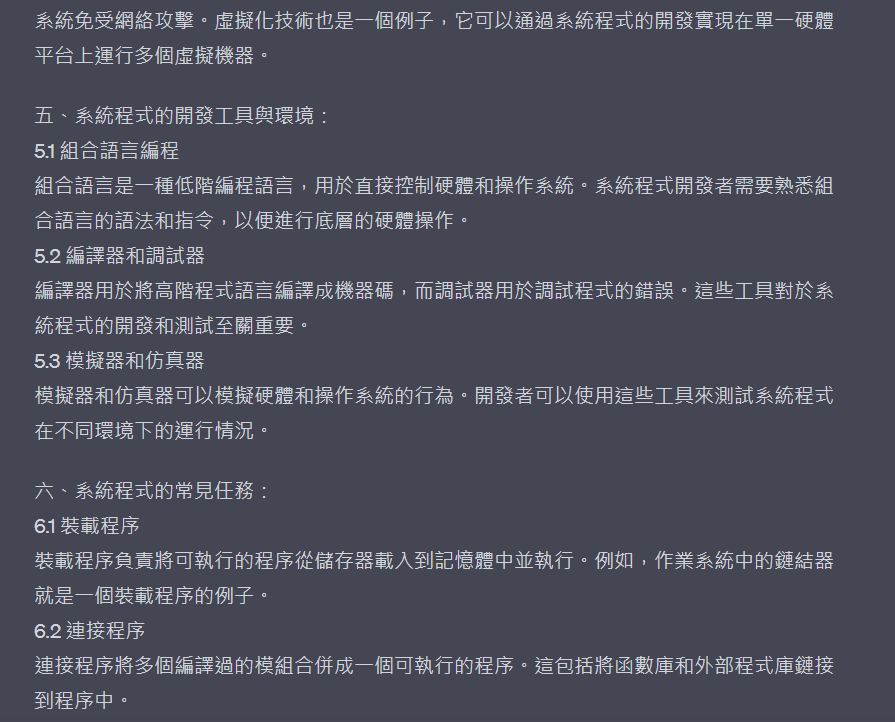 系統免受網絡攻擊。虛擬化技術也是一個例子，它可以通過系統程式的開發實現在單一硬體
平台上運行多個虛擬機器。
五、系統程式的開發工具與環境：
5.1 組合語言編程
組合語言是一種低階編程語言，用於直接控制硬體和操作系統。系統程式開發者需要熟悉組
合語言的語法和指令，以便進行底層的硬體操作。
5.2 編譯器和調試器
編譯器用於將高階程式語言編譯成機器碼，而調試器用於調試程式的錯誤。這些工具對於系
統程式的開發和測試至關重要。
5.3 模擬器和仿真器
模擬器和仿真器可以模擬硬體和操作系統的行為。開發者可以使用這些工具來測試系統程式
在不同環境下的運行情況。
六、系統程式的常見任務：
6.1 裝載程序
裝載程序負責將可執行的程序從儲存器載入到記憶體中並執行。例如，作業系統中的鏈結器
就是一個裝載程序的例子。
6.2 連接程序
連接程序將多個編譯過的模組合併成一個可執行的程序。這包括將函數庫和外部程式庫鏈接
到程序中。